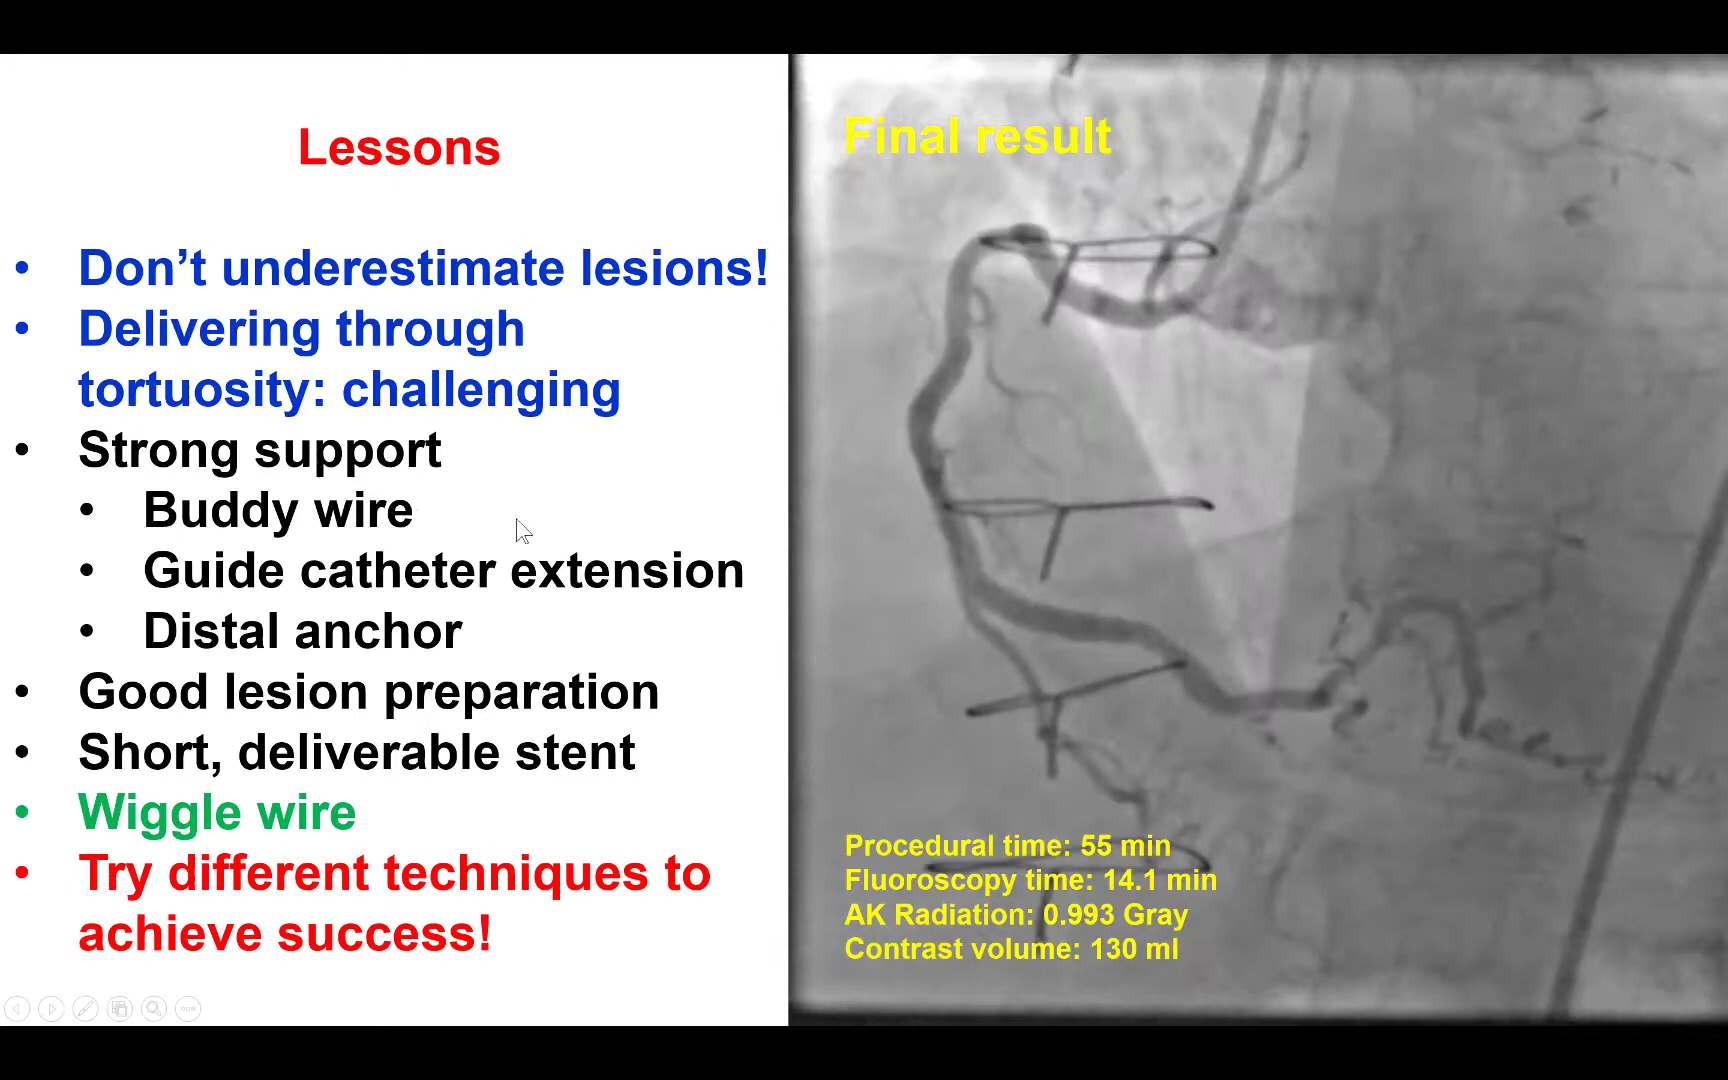 Lessons
• Don’t underestimate lesions!
• Delivering through
tortuosity: challenging
• Strong support
• Buddy wire
• Guide catheter extension
• Distal anchor
• Good lesion preparation
• Short, deliverable stent
• Wiggle wire
• Try different techniques to
achieve success!
Final result
Procedural time: 55 min
Fluoroscopy time: 14.1 min
AK Radiation: 0.993 Gray
Contrast volume: 130 ml